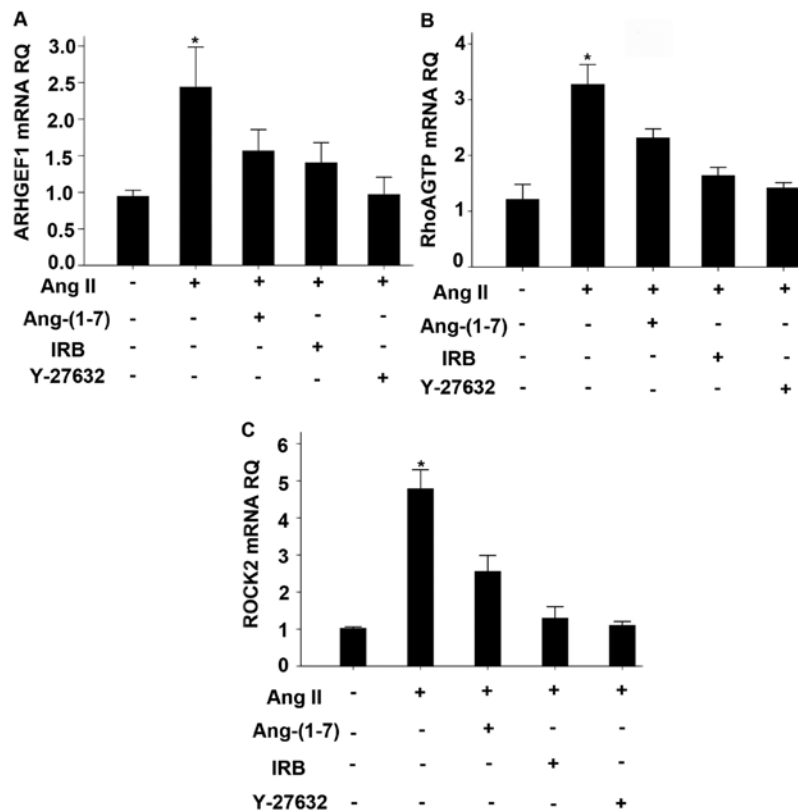 A
ARHGEF1 mRNA RQ
3.0
2.5
2.0
1.5
1.0
0.5
0.0
*
Ang II - + + + +
Ang-(1-7) - - + - -
IRB - - - + -
Y-27632 - - - - +
B
RhoAGTP mRNA RQ
4
3
2
1
0
*
Ang II - + + + +
Ang-(1-7) - - + - -
IRB - - - + -
Y-27632 - - - - +
C
ROCK2 mRNA RQ
6
5
4
3
2
1
0
*
Ang II - + + + +
Ang-(1-7) - - + - -
IRB - - - + -
Y-27632 - - - - +